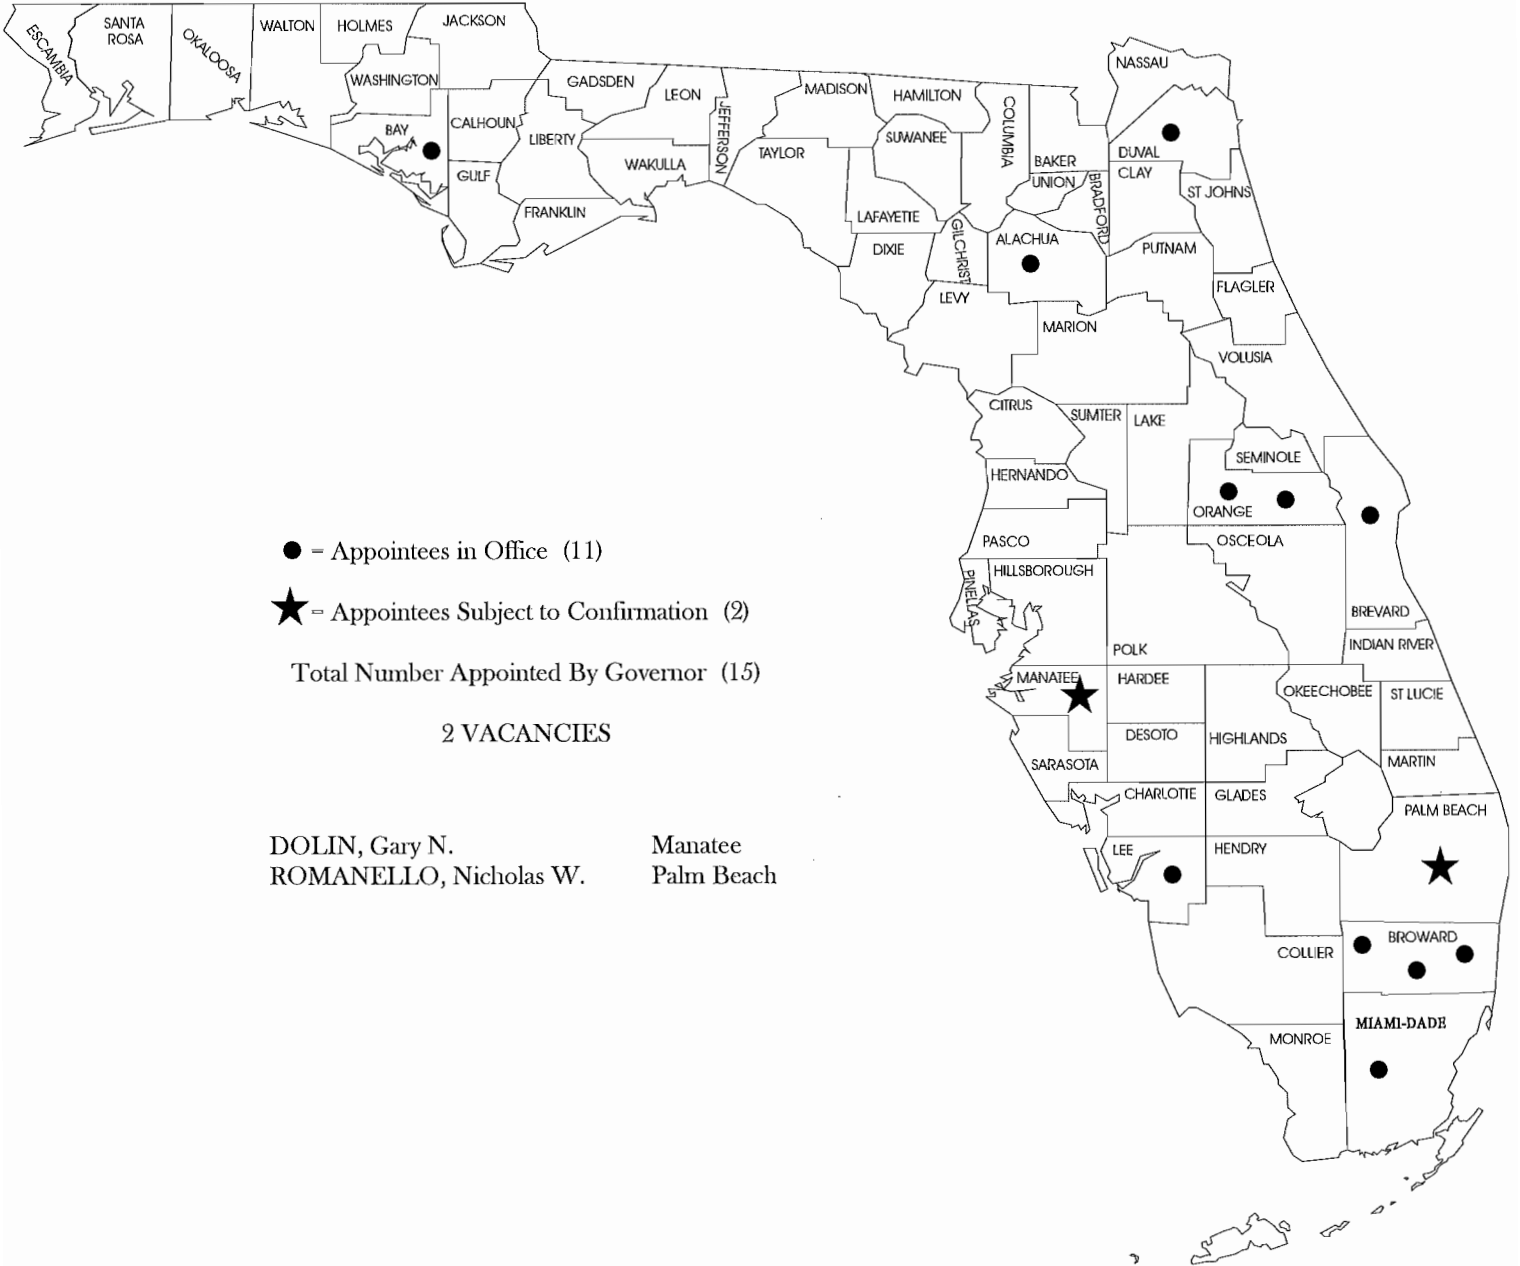 ESCAMBIA
SANTA
ROSA
OKALOOSA
WALTON
HOLMES
JACKSON
WASHINGTON
BAY
CALHOUN
GULF
LIBERTY
GADSDEN
FRANKLIN
LEON
WAKULLA
JEFFERSON
TAYLOR
MADISON
HAMILTON
SUWANEE
LAFAYETTE
DIXIE
COLUMBIA
GILCHRIST
BAKER
UNION
BRADFORD
ALACHUA
LEVY
NASSAU
DUVAL
CLAY
ST JOHNS
PUTNAM
FLAGLER
MARION
VOLUSIA
CITRUS
SUMTER
LAKE
SEMINOLE
HERNANDO
ORANGE
PASCO
OSCEOLA
HILLSBOROUGH
PINELLAS
POLK
BREVARD
INDIAN RIVER
MANATEE
HARDEE
OKEECHOBEE
ST LUCIE
DESOTO
HIGHLANDS
SARASOTA
MARTIN
CHARLOTTE
GLADES
PALM BEACH
LEE
HENDRY
COLLIER
BROWARD
MIAMI-DADE
MONROE
= Appointees in Office (11)
= Appointees Subject to Confirmation (2)
Total Number Appointed By Governor (15)
2 VACANCIES
DOLIN, Gary N. Manatee
ROMANELLO, Nicholas W. Palm Beach